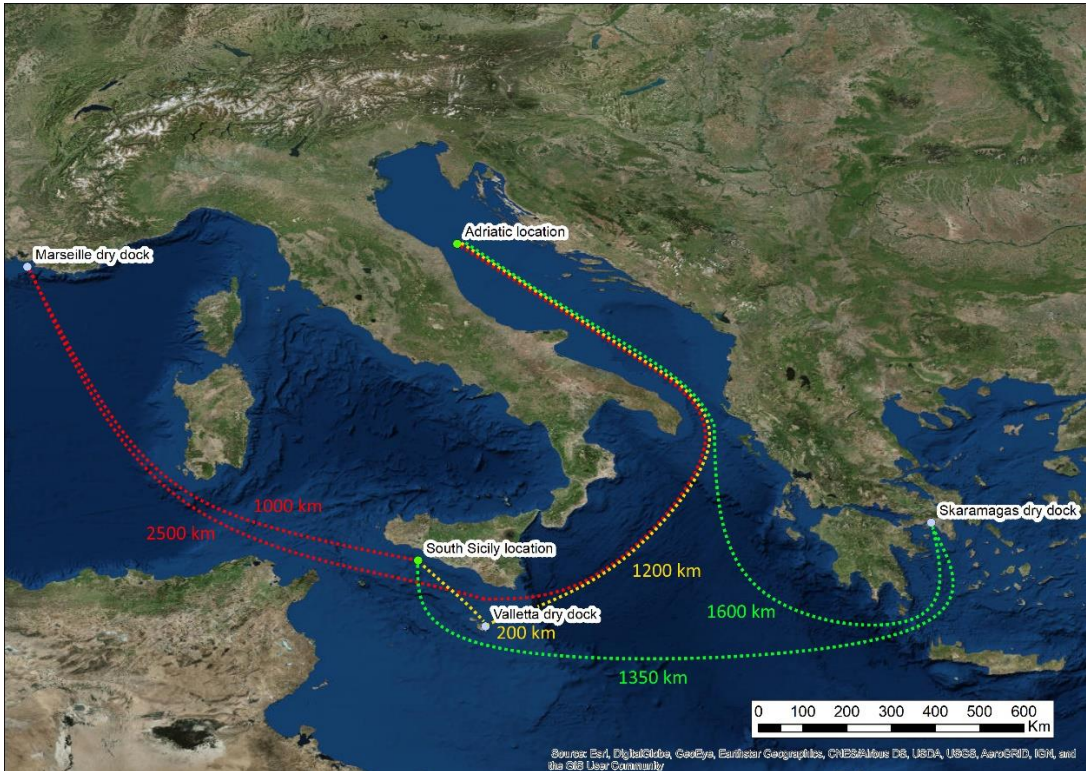 Adriatic location
Marseille dry dock
1000 km
2500 km
South Sicily location
Skaramagas dry dock
1200 km
1600 km
Valletta dry dock
200 km
1350 km
0 100 200 300 400 500 600
Km
Source: Esri, DigitalGlobe, GeoEye, Earthstar Geographics, CNES/Airbus DS, USDA, USGS, AeroGRID, IGN, and
the GIS User Community